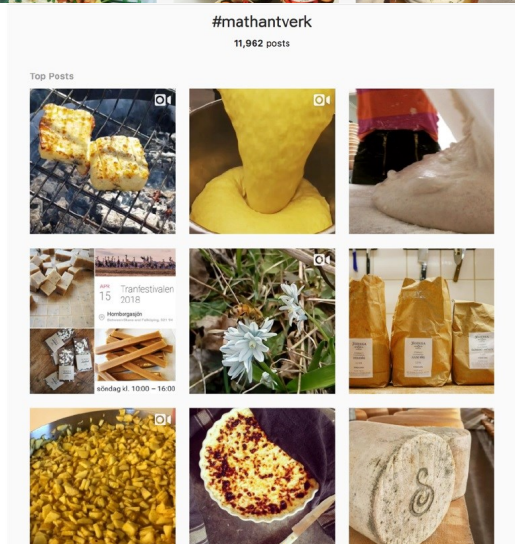 #mathantverk
11,962 posts
Top Posts
APR
15
Tranfestivalen
2018
Hornborgasjön
söndag kl. 10:00 – 16:00